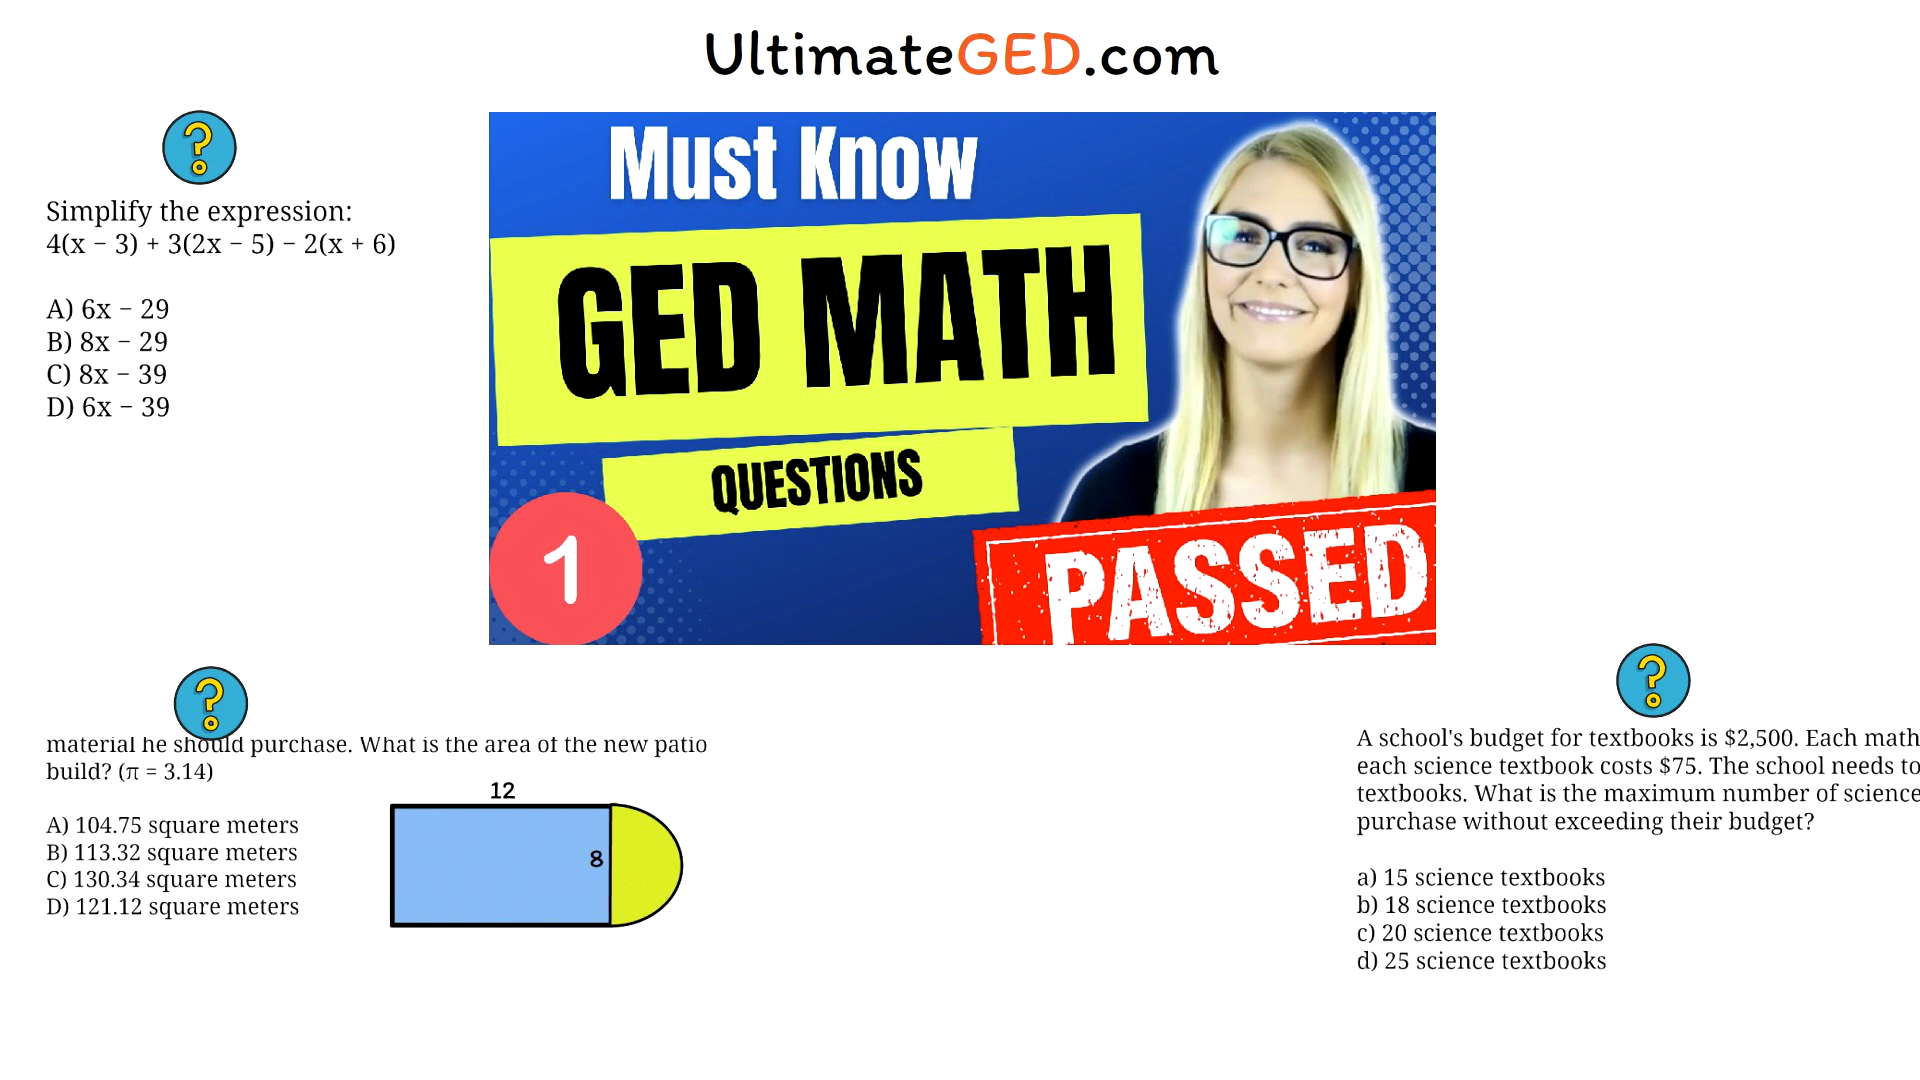 UltimateGED.com
Must Know
GED MATH
QUESTIONS
1
PASSED
Simplify the expression:
4(x − 3) + 3(2x − 5) − 2(x + 6)
A) 6x − 29
B) 8x − 29
C) 8x − 39
D) 6x − 39
material he should purchase. What is the area of the new patio
build? (π = 3.14)
A) 104.75 square meters
B) 113.32 square meters
C) 130.34 square meters
D) 121.12 square meters
12
8
A school's budget for textbooks is $2,500. Each math
each science textbook costs $75. The school needs to
textbooks. What is the maximum number of science
purchase without exceeding their budget?
a) 15 science textbooks
b) 18 science textbooks
c) 20 science textbooks
d) 25 science textbooks